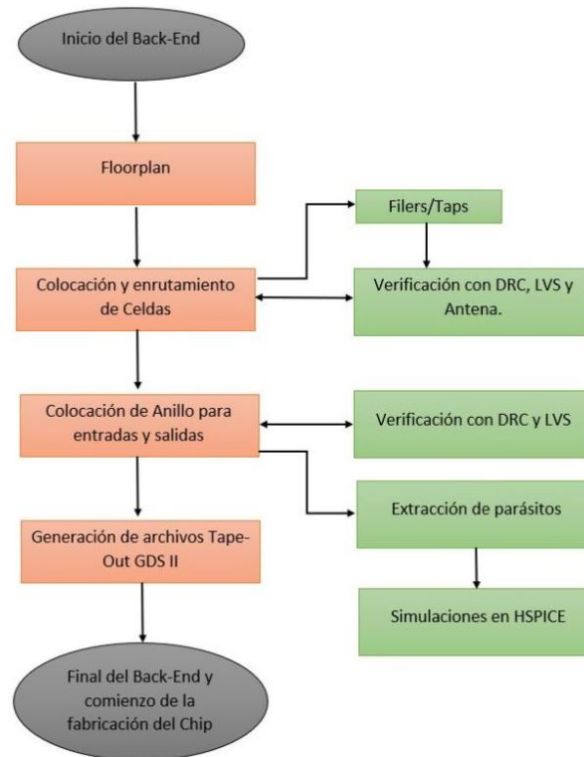 Inicio del Back-End
Floorplan
Filers/Taps
Colocación y enrutamiento
de Celdas
Verificación con DRC, LVS y
Antena.
Colocación de Anillo para
entradas y salidas
Verificación con DRC y LVS
Extracción de parásitos
Generación de archivos Tape-
Out GDS II
Simulaciones en HSPICE
Final del Back-End y
comienzo de la
fabricación del Chip